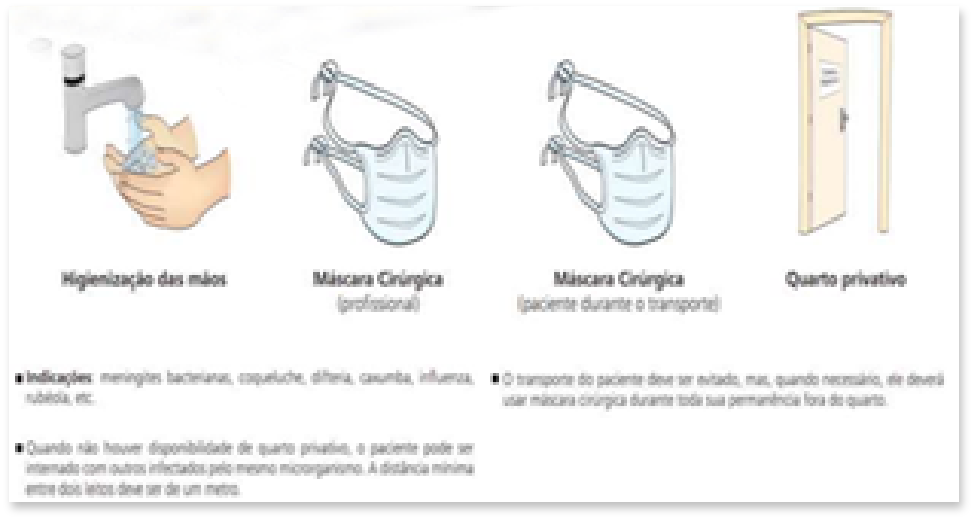 Higienização das mãos
Máscara Cirúrgica
(profissional)
Máscara Cirúrgica
(paciente durante o transporte)
Quarto privativo
■ Indicações: meningites bacterianas, coqueluche, difteria, caxumba, influenza,
rubéola, etc.
■ Quando não houver disponibilidade de quarto privativo, o paciente pode ser
internado com outros infectados pelo mesmo microrganismo. A distância mínima
entre dois leitos deve ser de um metro.
■ O transporte do paciente deve ser evitado, mas, quando necessário, ele deverá
usar máscara cirúrgica durante toda sua permanência fora do quarto.